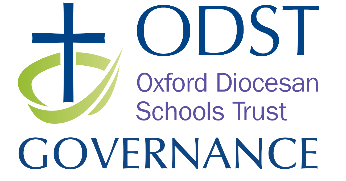 ODST
Oxford Diocesan
Schools Trust
GOVERNANCE